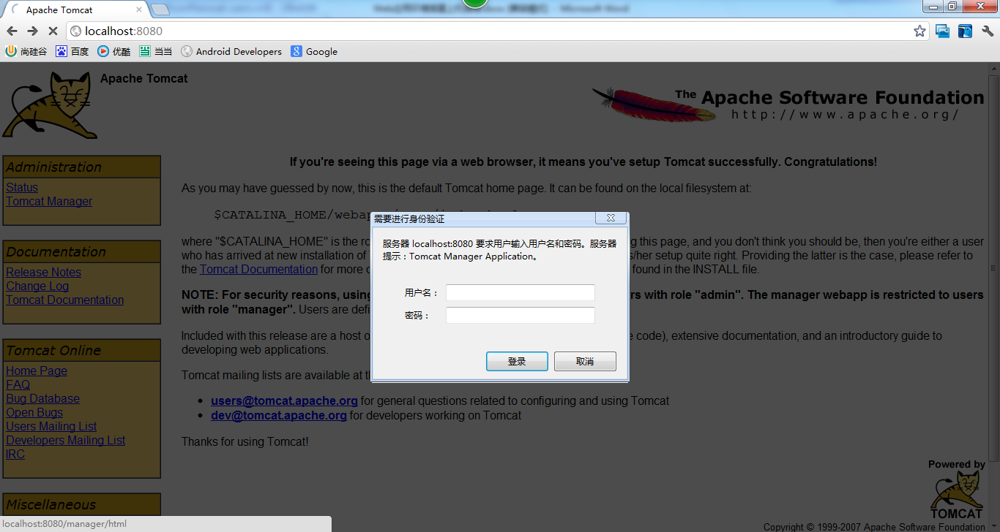 Apache Tomcat
localhost:8080
尚硅谷 百度 优酷 当当 Android Developers Google
Apache Tomcat
The Apache Software Foundation
http://www.apache.org/
Administration
Status
Tomcat Manager
Documentation
Release Notes
Change Log
Tomcat Documentation
Tomcat Online
Home Page
FAQ
Bug Database
Open Bugs
Users Mailing List
Developers Mailing List
IRC
Miscellaneous
If you're seeing this page via a web browser, it means you've setup Tomcat successfully. Congratulations!
As you may have guessed by now, this is the default Tomcat home page. It can be found on the local filesystem at:
$CATALINA_HOME/webap
where "$CATALINA_HOME" is the ro g this page, and you don't think you should be, then you're either a user
who has arrived at new installation of s/her setup quite right. Providing the latter is the case, please refer to
the Tomcat Documentation for more found in the INSTALL file.
NOTE: For security reasons, using rs with role "admin". The manager webapp is restricted to users
with role "manager". Users are defi
Included with this release are a host o e code), extensive documentation, and an introductory guide to
developing web applications.
Tomcat mailing lists are available at th
users@tomcat.apache.org for general questions related to configuring and using Tomcat
dev@tomcat.apache.org for developers working on Tomcat
Thanks for using Tomcat!
需要进行身份验证
服务器 localhost:8080 要求用户输入用户名和密码。服务器
提示：Tomcat Manager Application。
用户名：
密码：
登录 取消
Powered by
TOMCAT
localhost:8080/manager/html
Copyright © 1999-2007 Apache Software Foundation